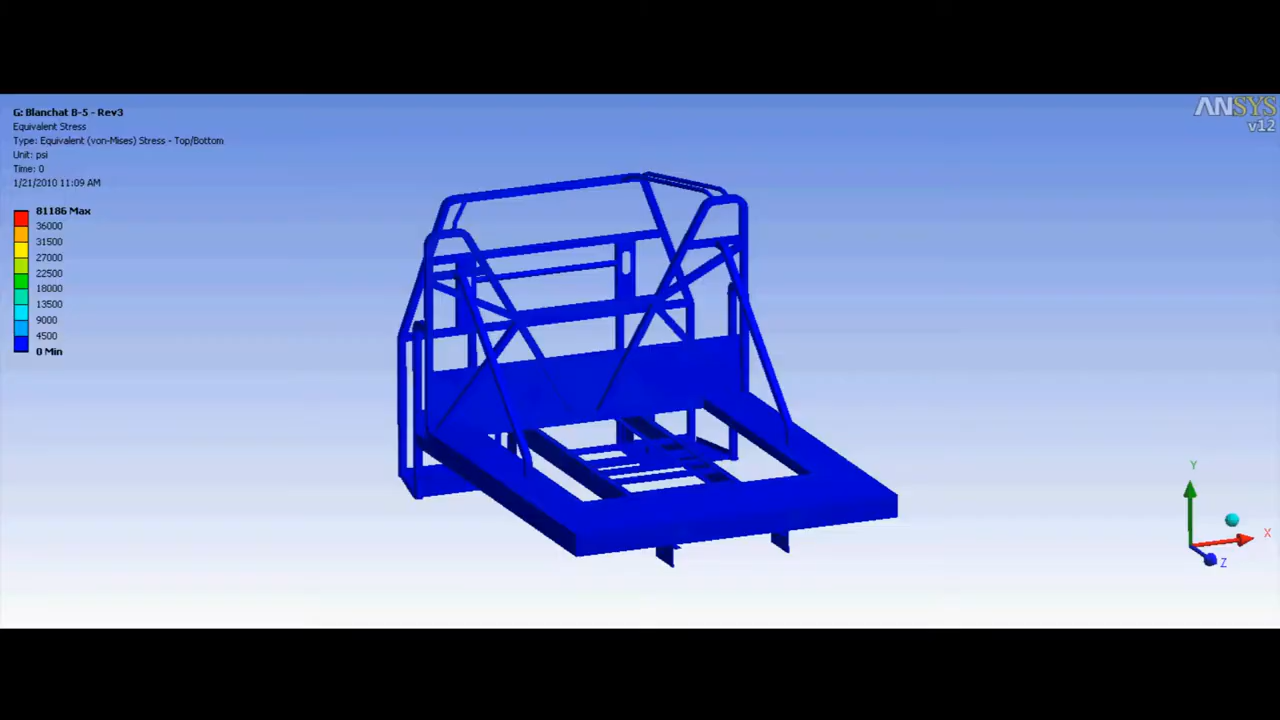 G: Blanchat B-5 - Rev3
Equivalent Stress
Type: Equivalent (von-Mises) Stress - Top/Bottom
Unit: psi
Time: 0
1/21/2010 11:09 AM
81186 Max
36000
31500
27000
22500
18000
13500
9000
4500
0 Min
ANSYS
v12
Y
X
Z